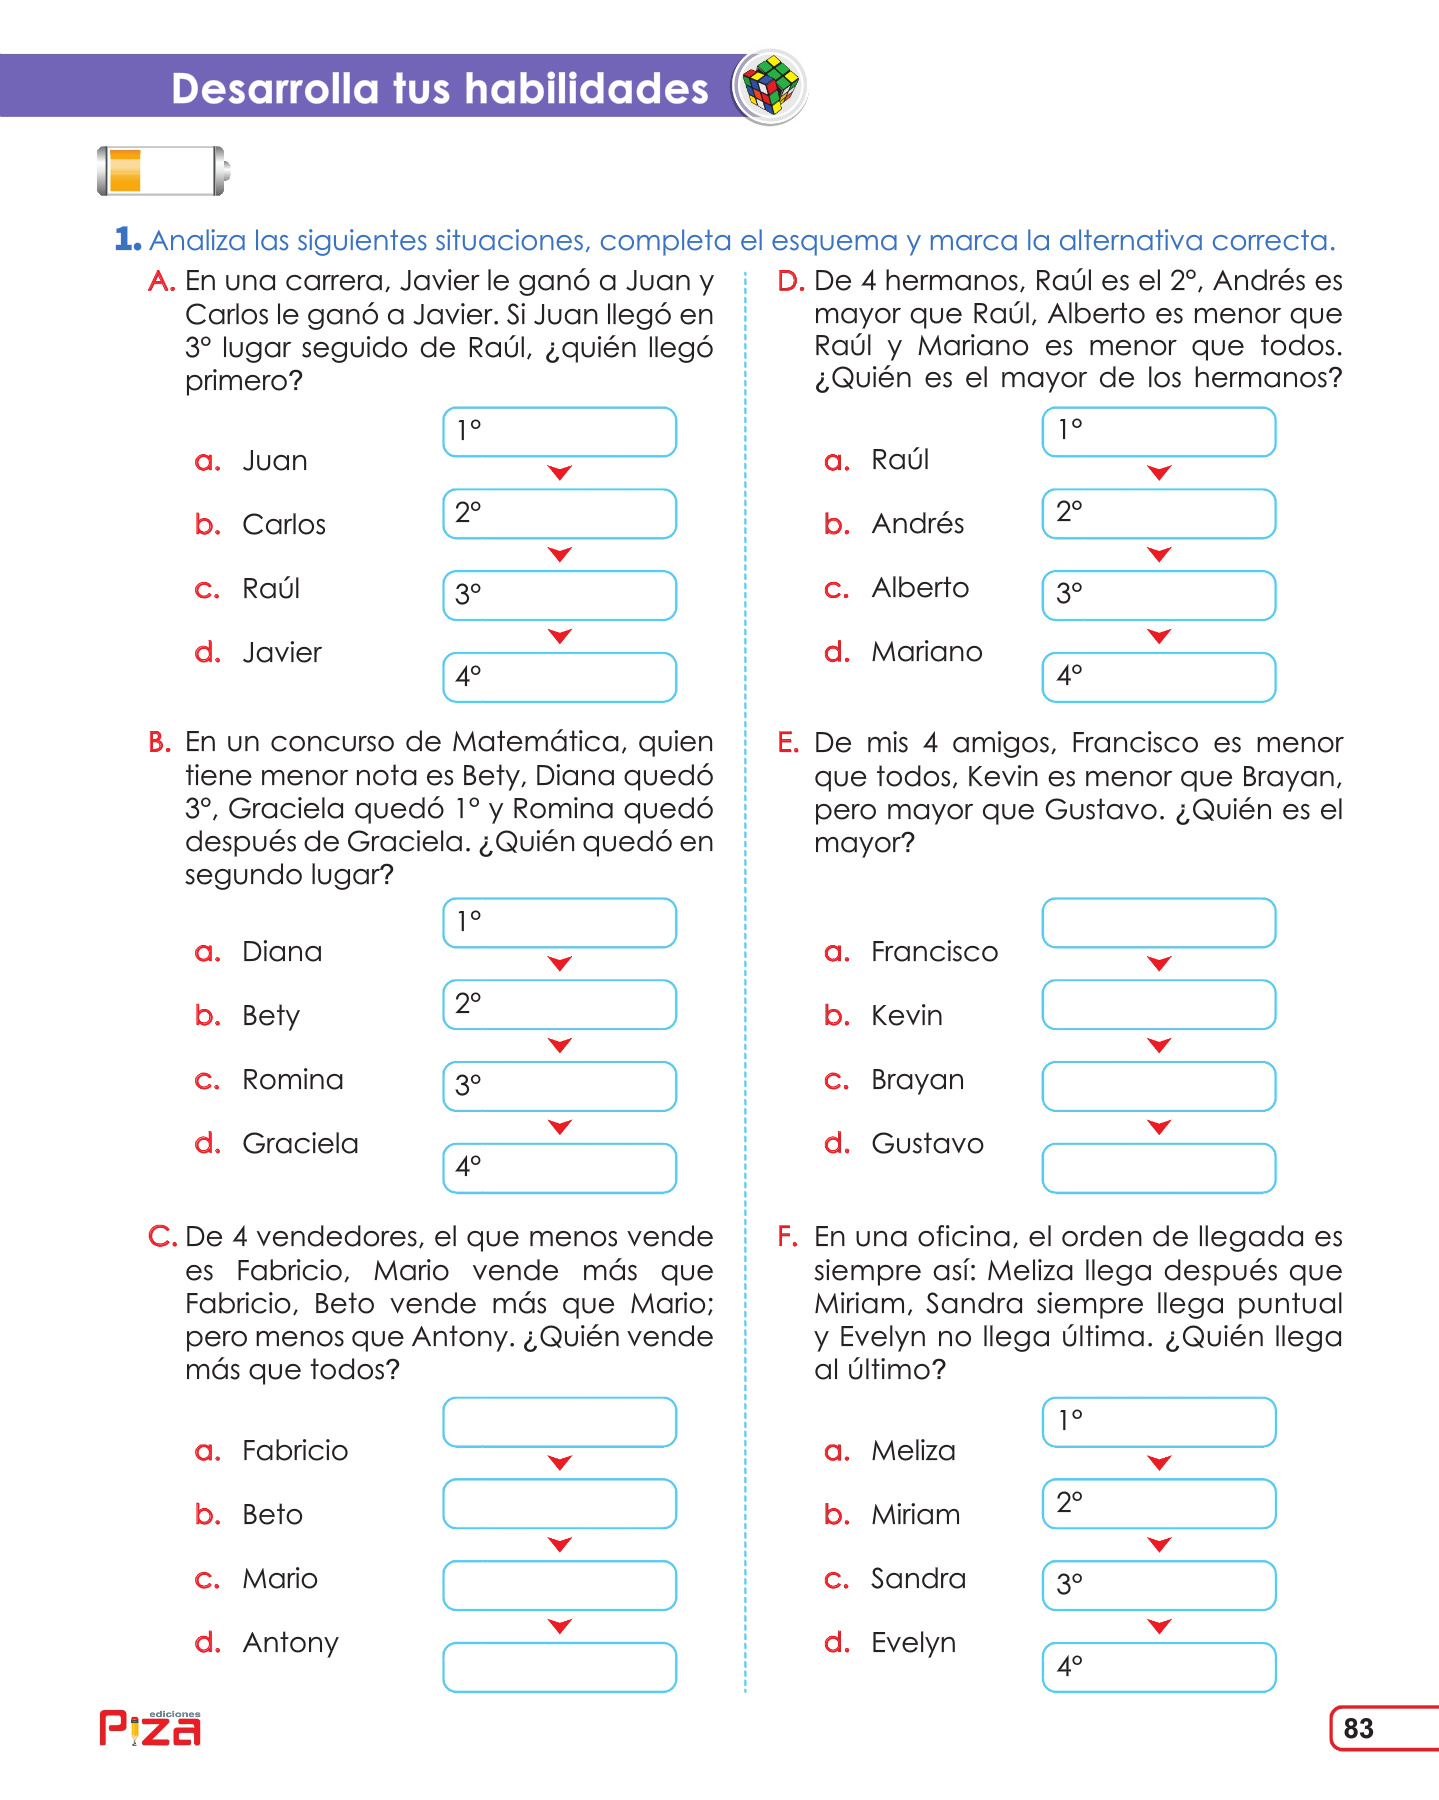 Desarrolla tus habilidades
1. Analiza las siguientes situaciones, completa el esquema y marca la alternativa correcta.
A. En una carrera, Javier le ganó a Juan y
Carlos le ganó a Javier. Si Juan llegó en
3° lugar seguido de Raúl, ¿quién llegó
primero?
1°
a. Juan
2°
b. Carlos
3°
c. Raúl
4°
d. Javier
B. En un concurso de Matemática, quien
tiene menor nota es Bety, Diana quedó
3°, Graciela quedó 1° y Romina quedó
después de Graciela. ¿Quién quedó en
segundo lugar?
1°
a. Diana
2°
b. Bety
3°
c. Romina
d. Graciela
4°
C. De 4 vendedores, el que menos vende
es Fabricio, Mario vende más que
Fabricio, Beto vende más que Mario;
pero menos que Antony. ¿Quién vende
más que todos?
a. Fabricio
b. Beto
c. Mario
d. Antony
D. De 4 hermanos, Raúl es el 2°, Andrés es
mayor que Raúl, Alberto es menor que
Raúl y Mariano es menor que todos.
¿Quién es el mayor de los hermanos?
1°
a. Raúl
2°
b. Andrés
c. Alberto
3°
d. Mariano
4°
E. De mis 4 amigos, Francisco es menor
que todos, Kevin es menor que Brayan,
pero mayor que Gustavo. ¿Quién es el
mayor?
a. Francisco
b. Kevin
c. Brayan
d. Gustavo
F. En una oficina, el orden de llegada es
siempre así: Meliza llega después que
Miriam, Sandra siempre llega puntual
y Evelyn no llega última. ¿Quién llega
al último?
1°
a. Meliza
2°
b. Miriam
c. Sandra
3°
d. Evelyn
4°
ediciones
Piza
83